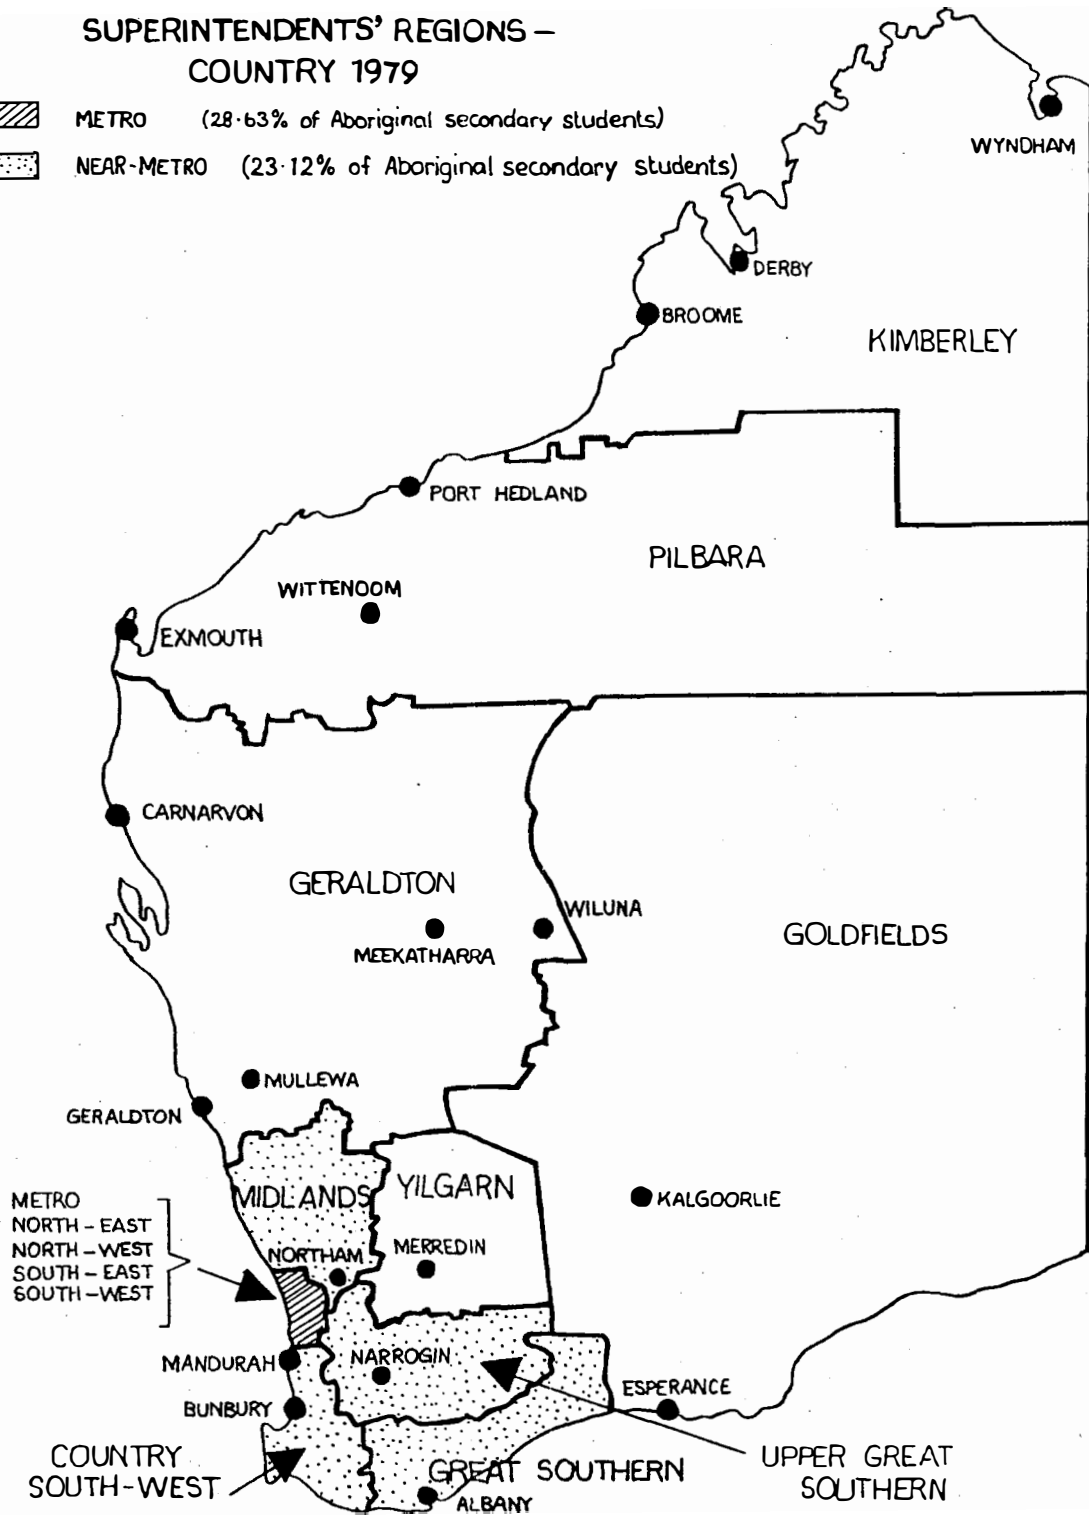 SUPERINTENDENTS' REGIONS –
COUNTRY 1979
METRO (28·63% of Aboriginal secondary students)
NEAR-METRO (23·12% of Aboriginal secondary students)
WYNDHAM
DERBY
BROOME
KIMBERLEY
PORT HEDLAND
PILBARA
WITTENOOM
EXMOUTH
CARNARVON
GERALDTON
WILUNA
MEEKATHARRA
GOLDFIELDS
MULLEWA
GERALDTON
MIDLANDS
YILGARN
KALGOORLIE
METRO
NORTH-EAST
NORTH-WEST
SOUTH-EAST
SOUTH-WEST
NORTHAM
MERREDIN
MANDURAH
NARROGIN
BUNBURY
ESPERANCE
COUNTRY
SOUTH-WEST
GREAT SOUTHERN
UPPER GREAT
SOUTHERN
ALBANY